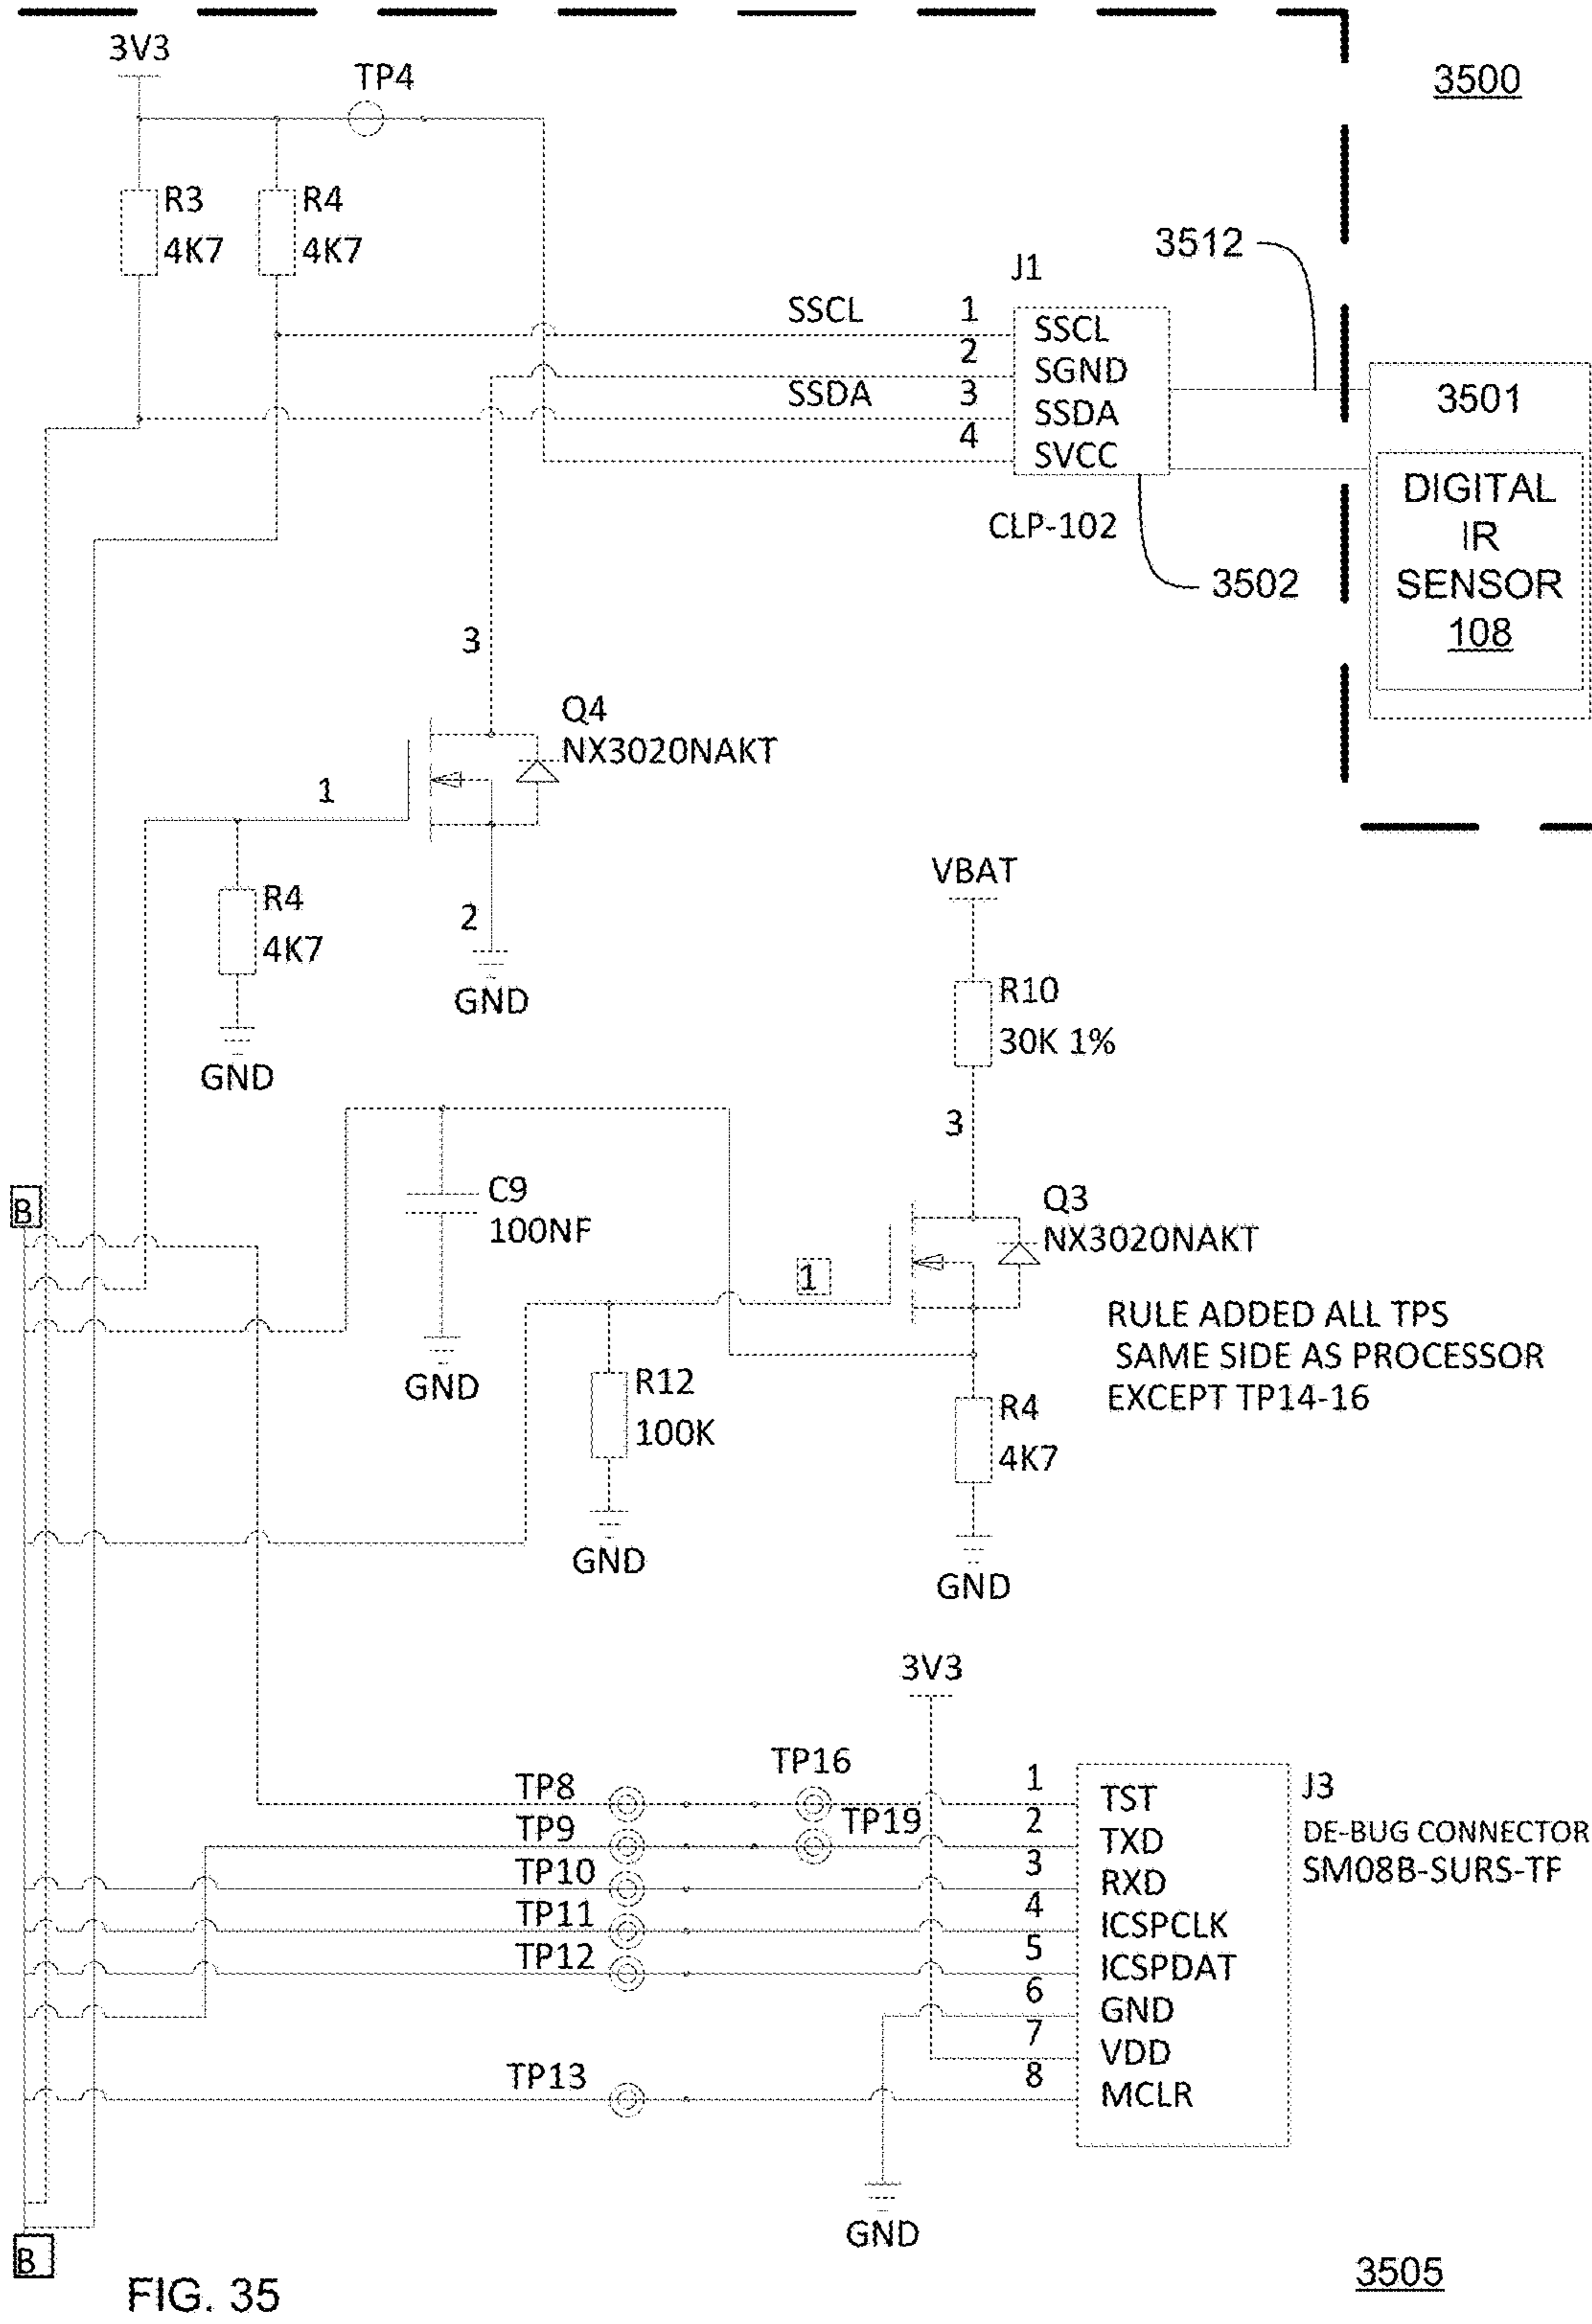 3V3
TP4
3500
R3
4K7
R4
4K7
3512
J1
SSCL
1
2
SSDA
3
4
SSCL
SGND
SSDA
SVCC
CLP-102
3502
3501
DIGITAL
IR
SENSOR
108
3
Q4
NX3020NAKT
1
R4
4K7
GND
2
GND
VBAT
R10
30K 1%
3
C9
100NF
GND
Q3
NX3020NAKT
1
RULE ADDED ALL TPS
SAME SIDE AS PROCESSOR
EXCEPT TP14-16
R12
100K
GND
R4
4K7
GND
B
3V3
TP8
TP16
TP9
TP19
TP10
TP11
TP12
TP13
1
2
3
4
5
6
7
8
TST
TXD
RXD
ICSPCLK
ICSPDAT
GND
VDD
MCLR
J3
DE-BUG CONNECTOR
SM08B-SURS-TF
GND
B
FIG. 35
3505